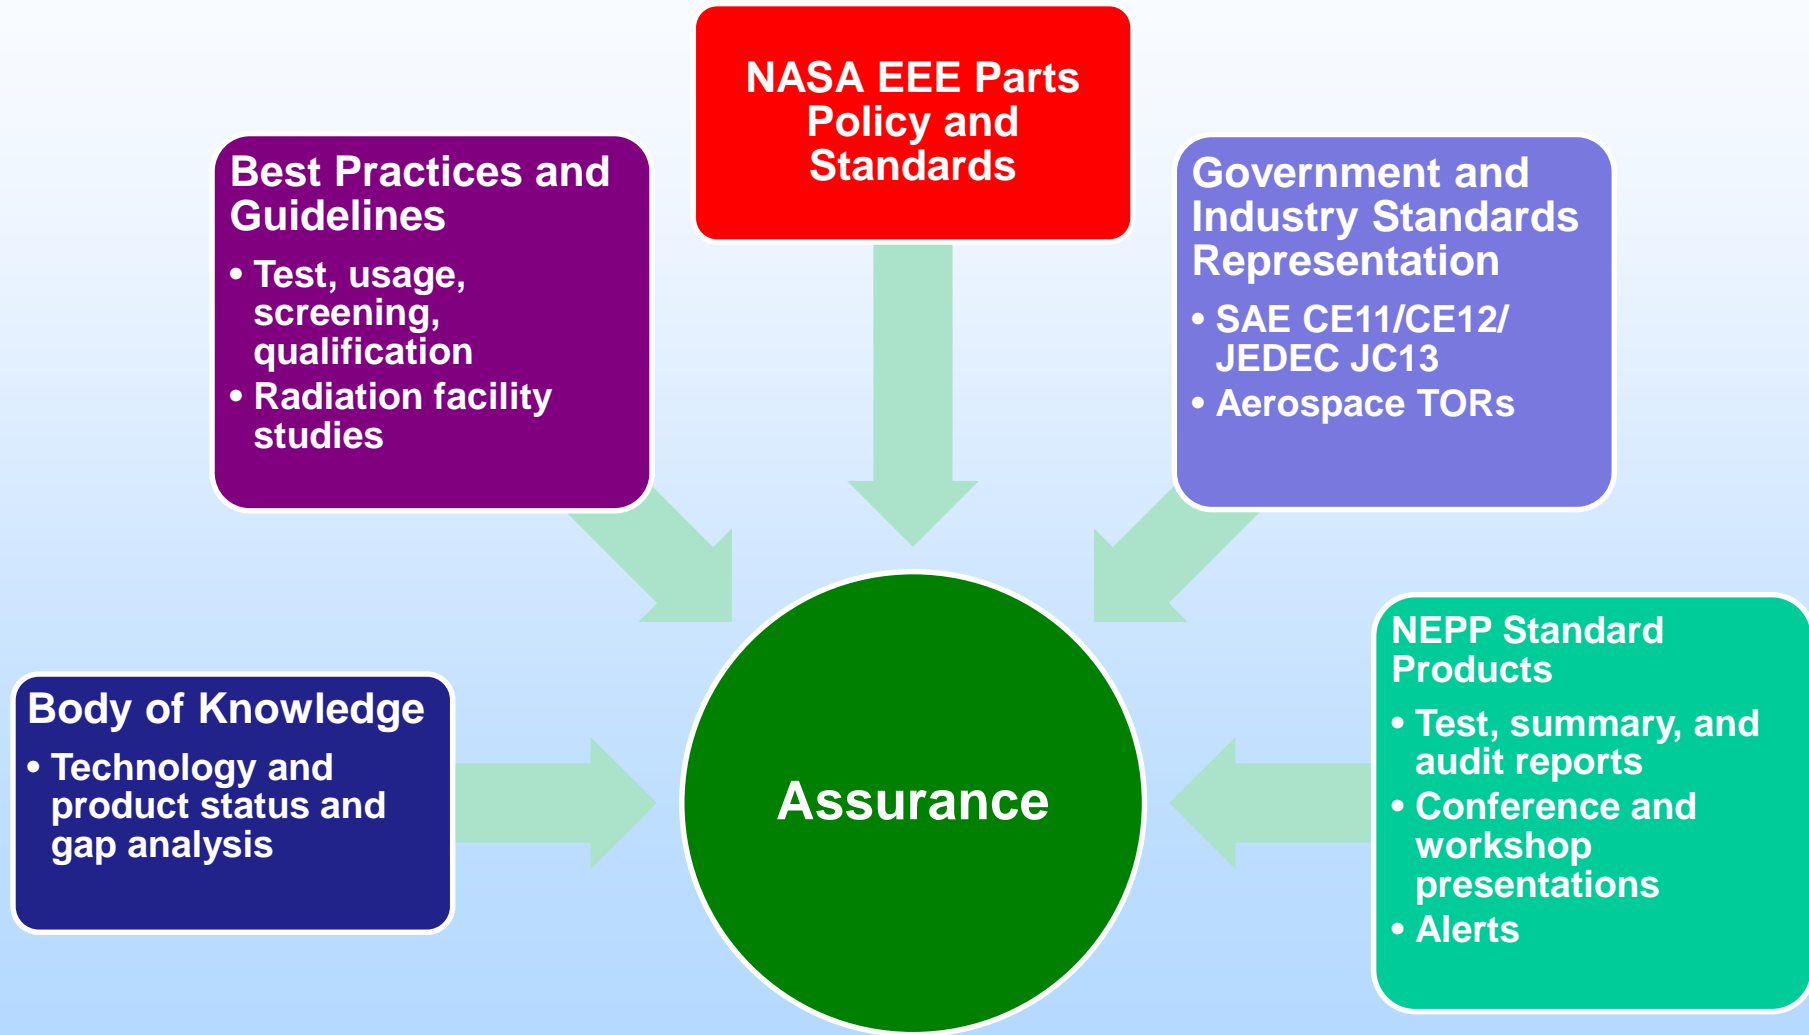 NASA EEE Parts
Policy and
Standards
Best Practices and
Guidelines
• Test, usage,
screening,
qualification
• Radiation facility
studies
Government and
Industry Standards
Representation
• SAE CE11/CE12/
JEDEC JC13
• Aerospace TORs
Body of Knowledge
• Technology and
product status and
gap analysis
Assurance
NEPP Standard
Products
• Test, summary, and
audit reports
• Conference and
workshop
presentations
• Alerts